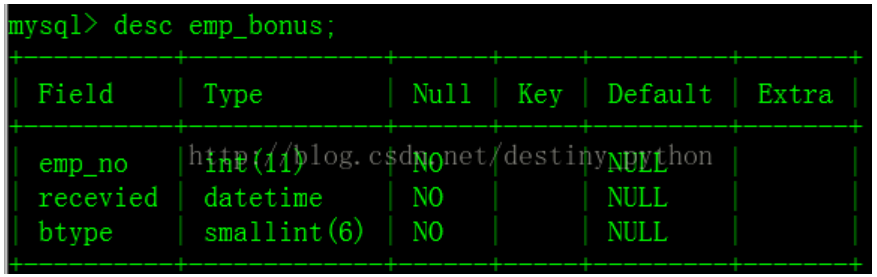 mysql> desc emp_bonus;
Field | Type | Null | Key | Default | Extra
emp_no | int(11) | NO | | NULL |
http://blog.csdn.net/destiny_python
recevied | datetime | NO | | NULL |
btype | smallint(6) | NO | | NULL |